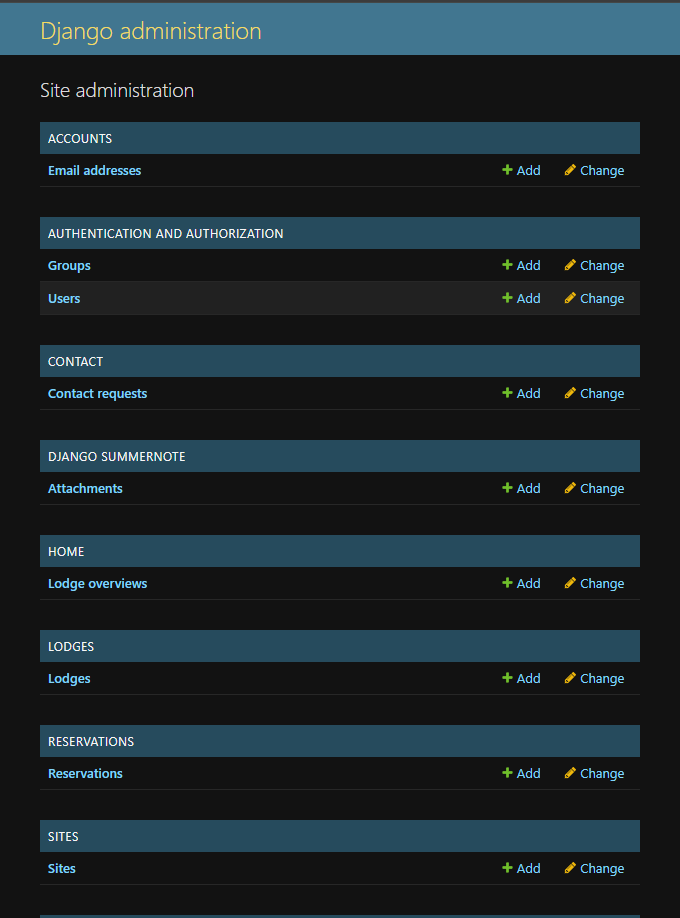 Django administration
Site administration
ACCOUNTS
Email addresses Add Change
AUTHENTICATION AND AUTHORIZATION
Groups Add Change
Users Add Change
CONTACT
Contact requests Add Change
DJANGO SUMMERNOTE
Attachments Add Change
HOME
Lodge overviews Add Change
LODGES
Lodges Add Change
RESERVATIONS
Reservations Add Change
SITES
Sites Add Change